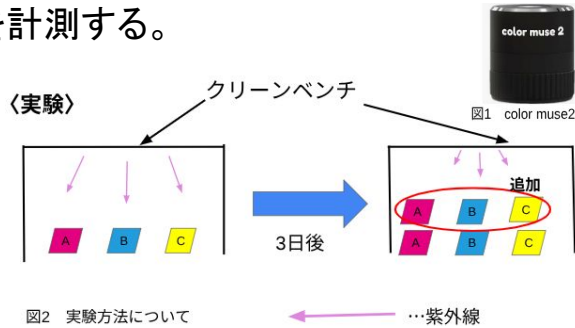 を計測する。
color muse 2
図1 color muse2
〈実験〉
クリーンベンチ
追加
A B C
A B C
A B C
3日後
図2 実験方法について
…紫外線